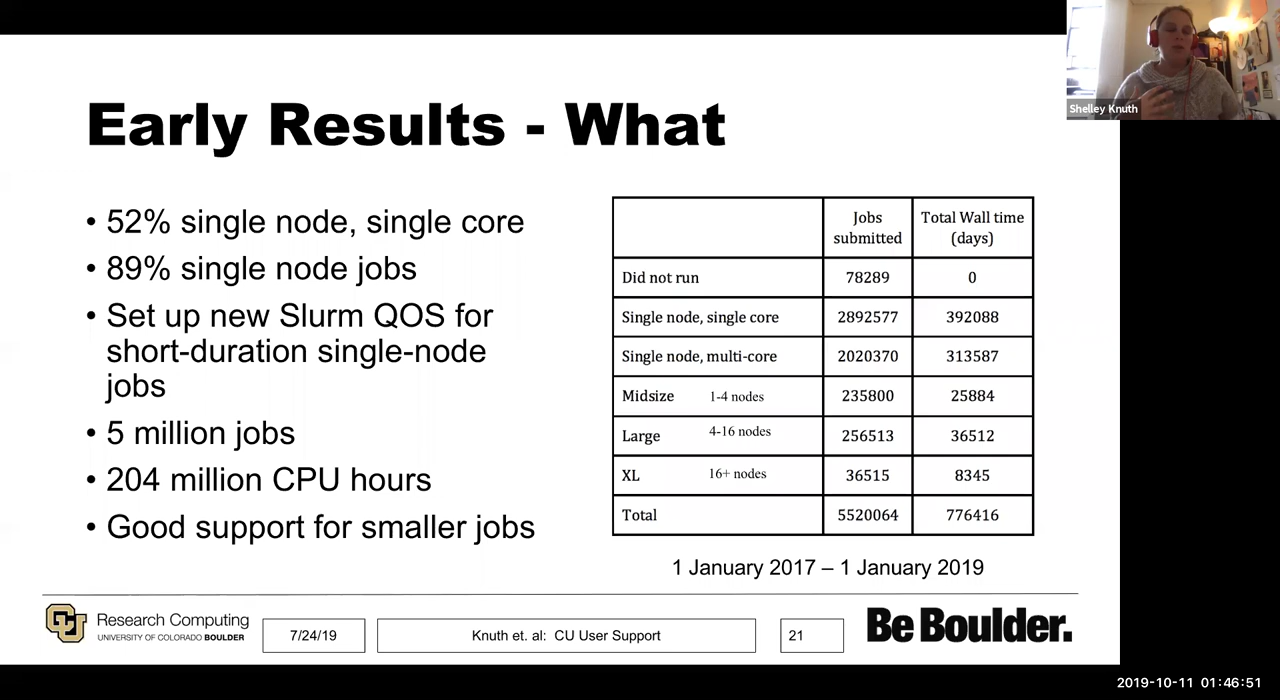 Shelley Knuth
Early Results - What
• 52% single node, single core
• 89% single node jobs
• Set up new Slurm QOS for
short-duration single-node
jobs
• 5 million jobs
• 204 million CPU hours
• Good support for smaller jobs
Jobs submitted Total Wall time (days)
Did not run 78289 0
Single node, single core 2892577 392088
Single node, multi-core 2020370 313587
Midsize 1-4 nodes 235800 25884
Large 4-16 nodes 256513 36512
XL 16+ nodes 36515 8345
Total 5520064 776416
1 January 2017 – 1 January 2019
CU
Research Computing
UNIVERSITY OF COLORADO BOULDER
7/24/19
Knuth et. al: CU User Support
21
Be Boulder.
2019-10-11 01:46:51